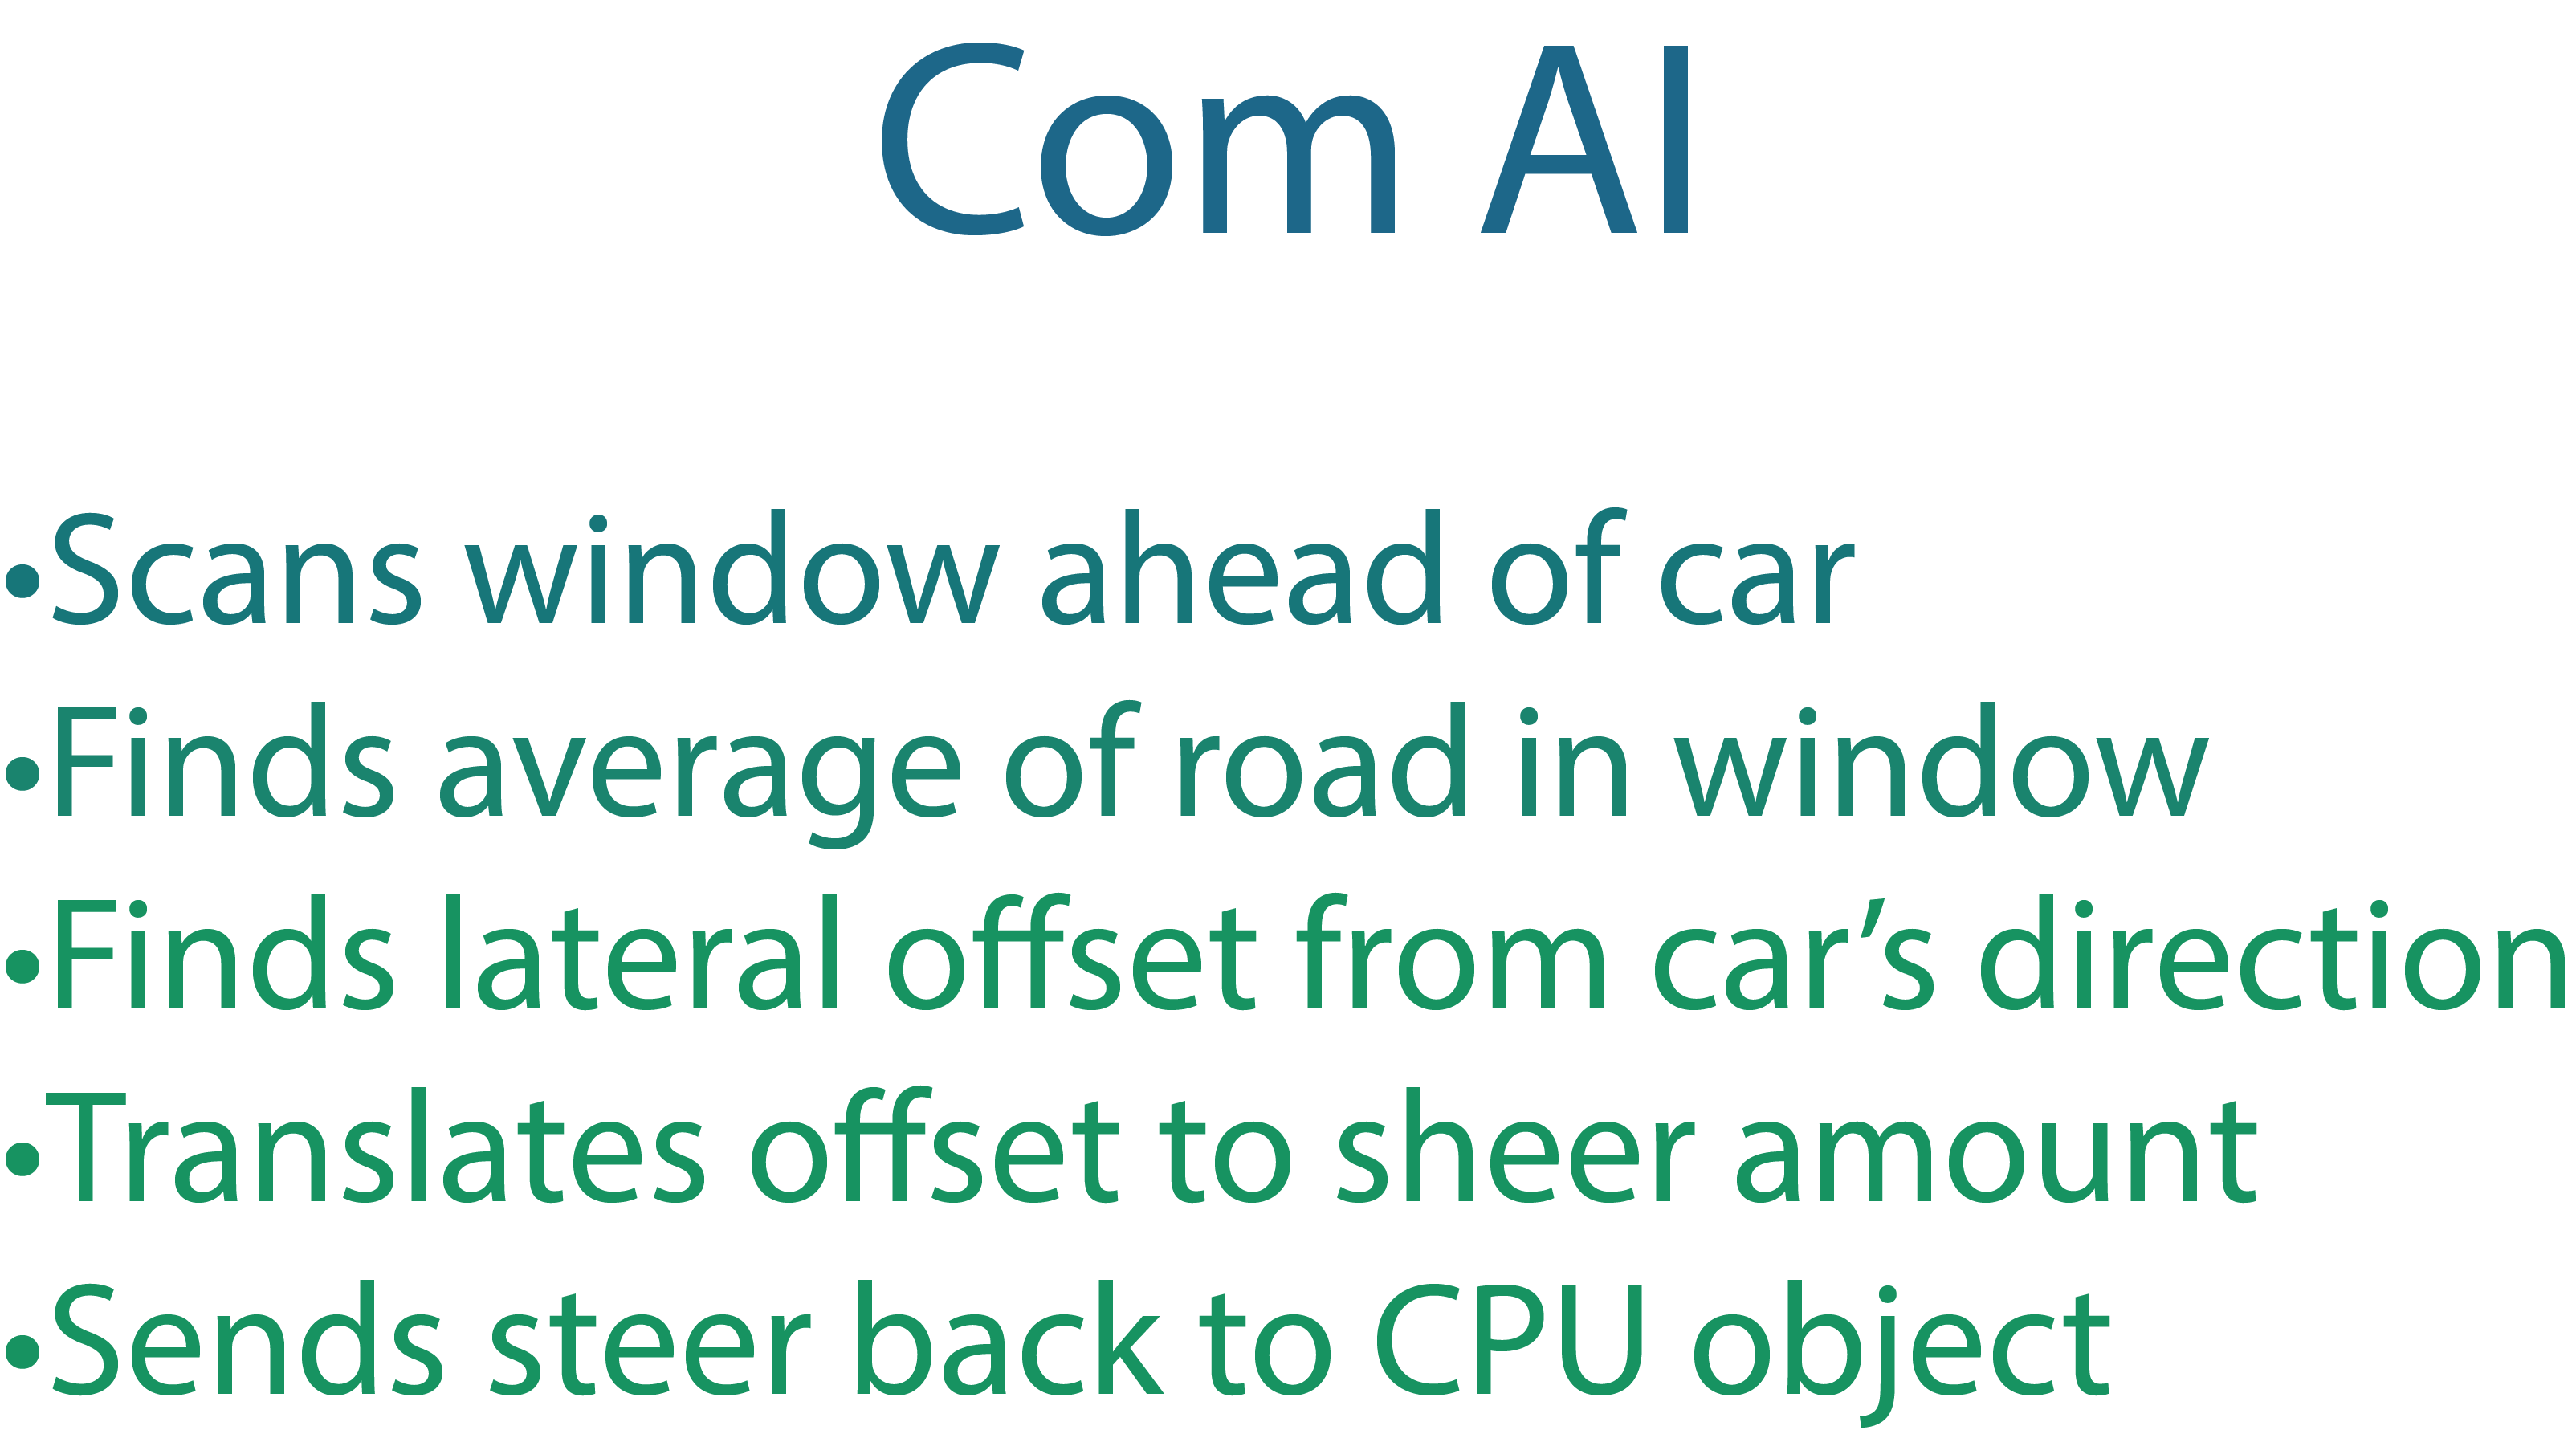 Com AI
•Scans window ahead of car
•Finds average of road in window
•Finds lateral offset from car’s direction
•Translates offset to sheer amount
•Sends steer back to CPU object